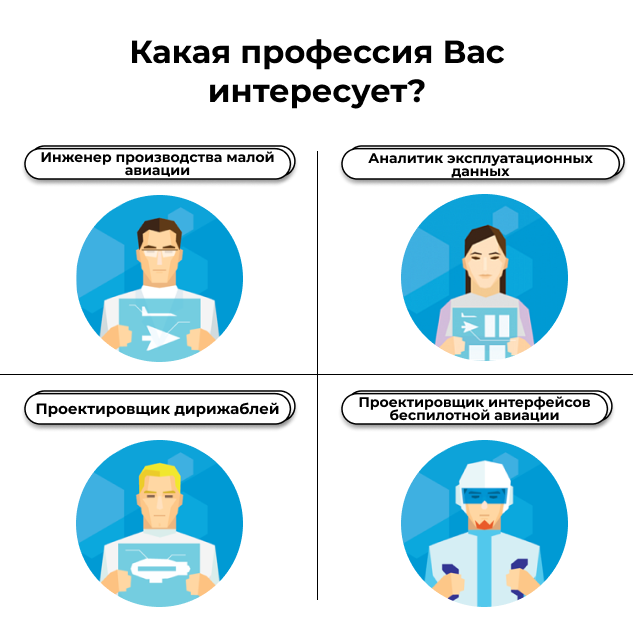 Какая профессия Вас
интересует?
Инженер производства малой
авиации
Аналитик эксплуатационных
данных
Проектировщик дирижаблей
Проектировщик интерфейсов
беспилотной авиации